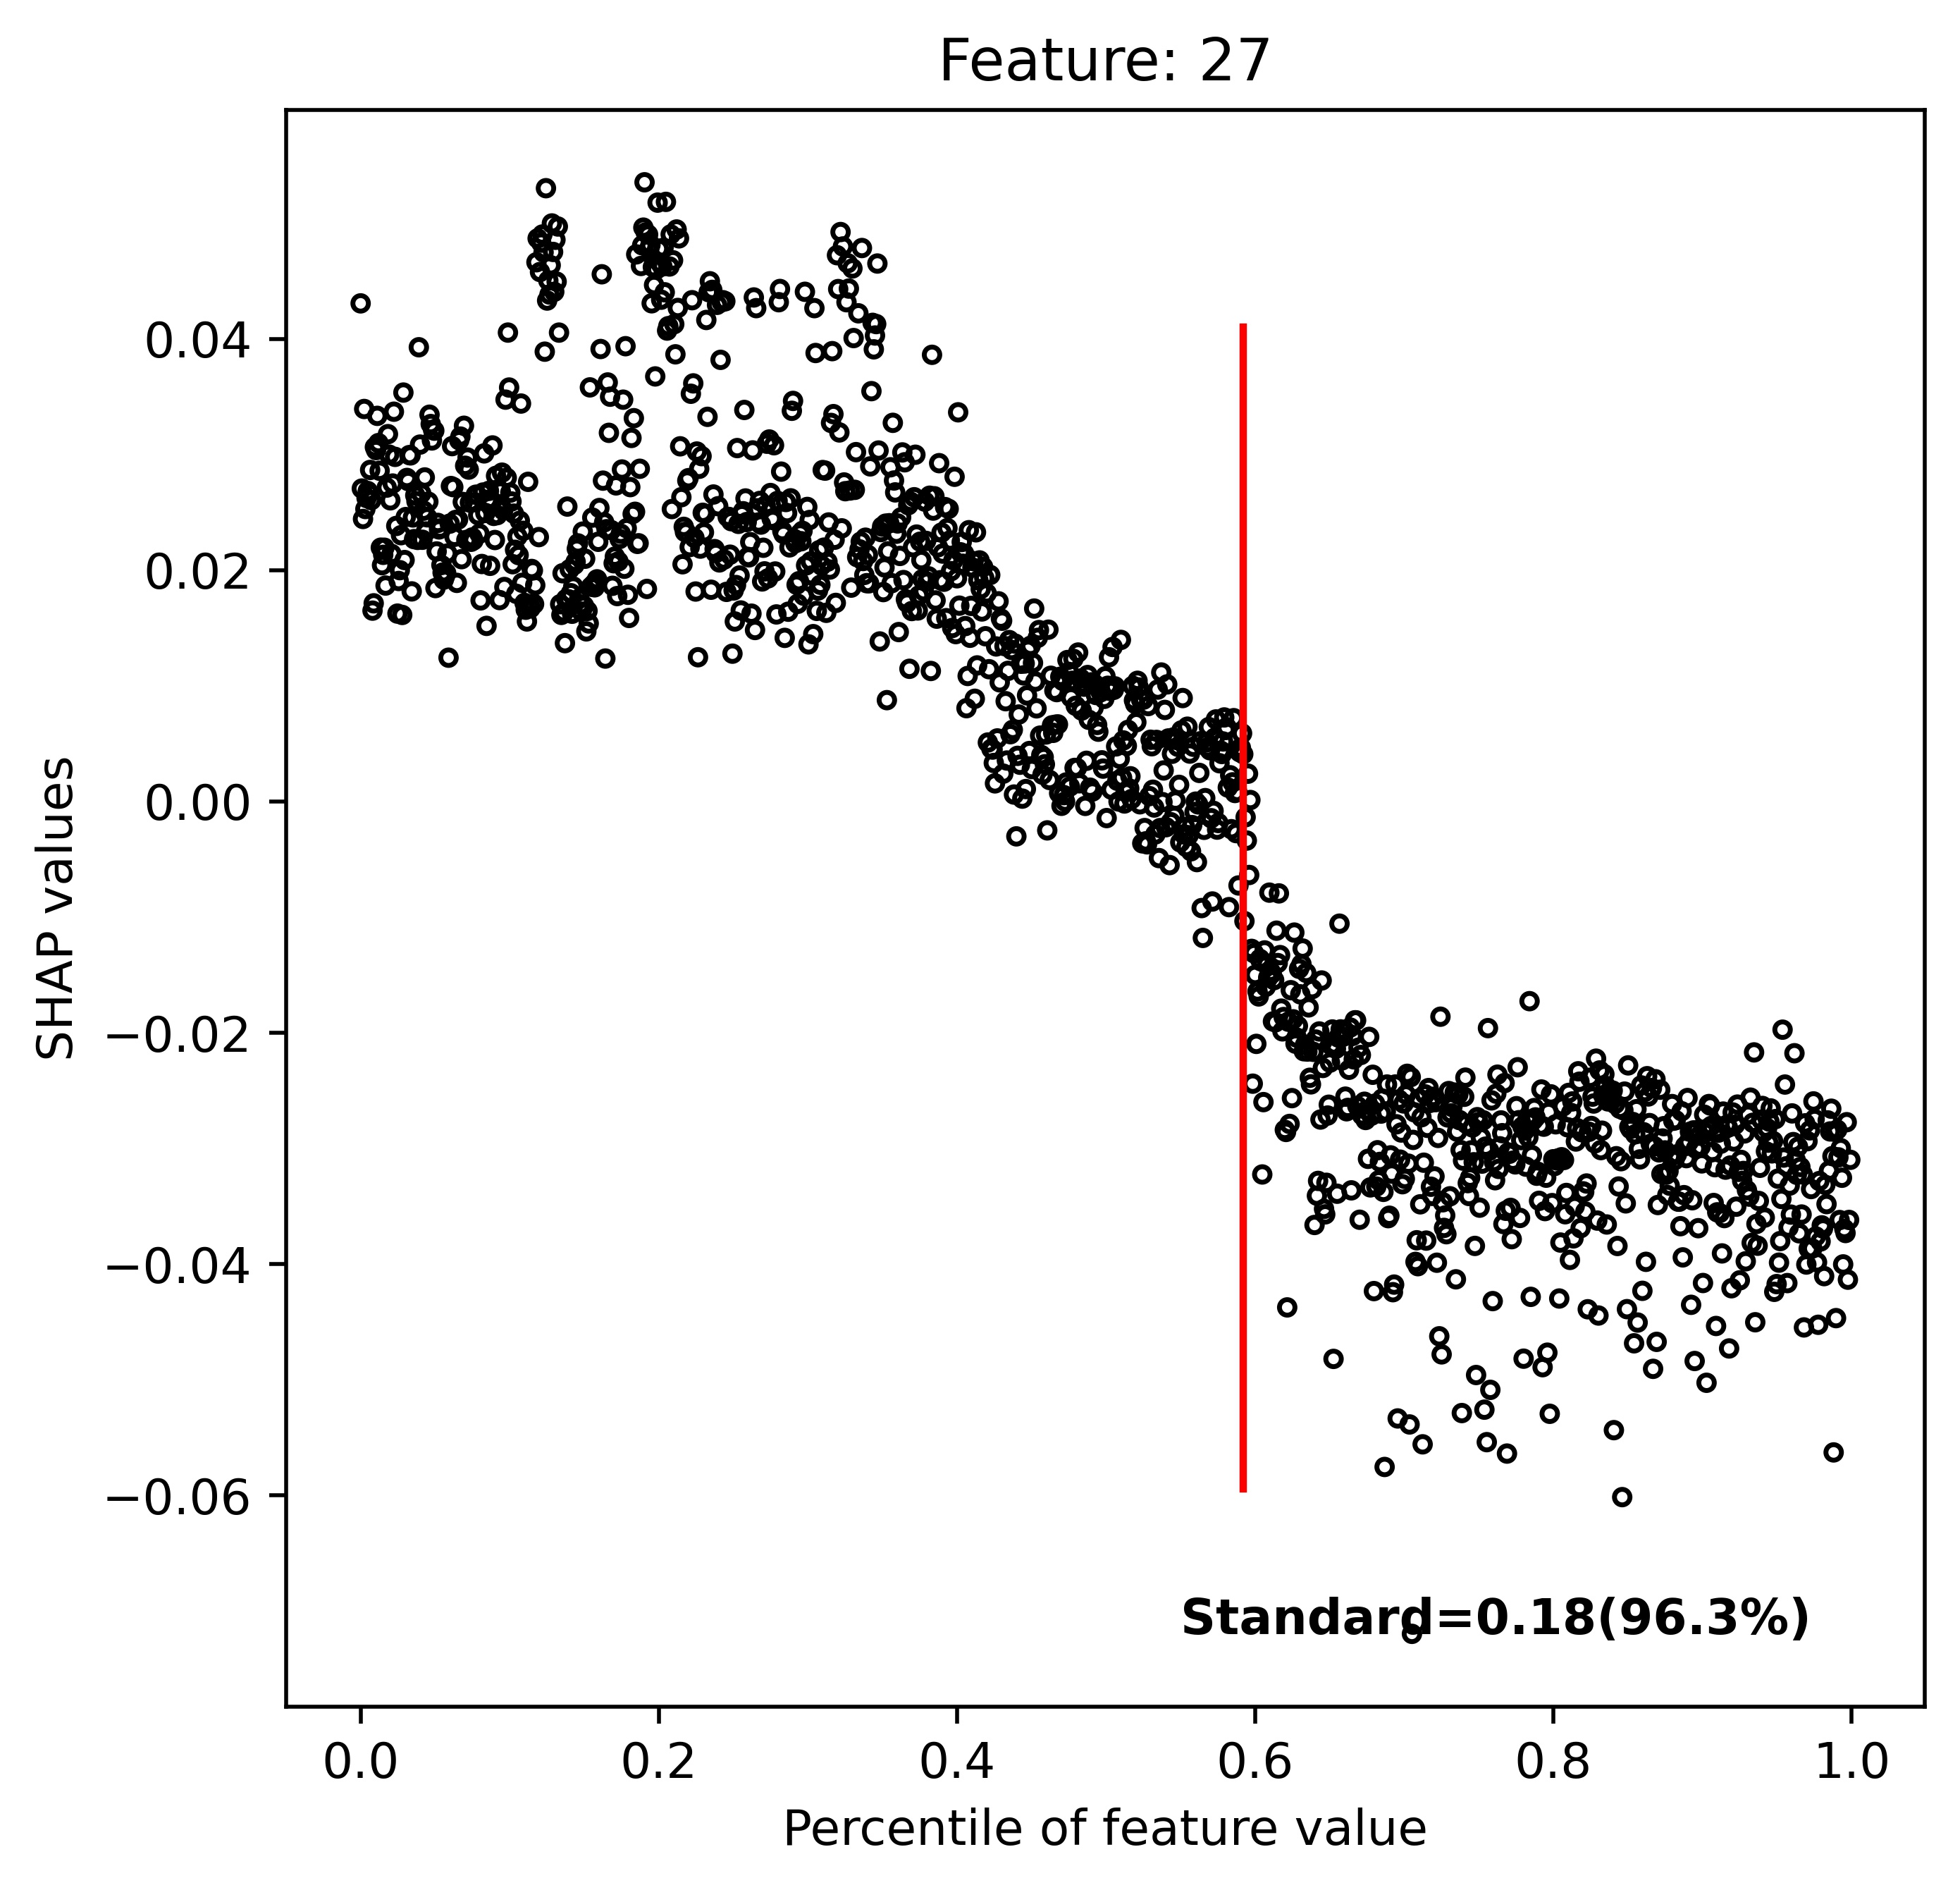 Feature: 27
0.04
0.02
0.00
−0.02
−0.04
−0.06
SHAP values
Standard=0.18(96.3%)
0.0 0.2 0.4 0.6 0.8 1.0
Percentile of feature value